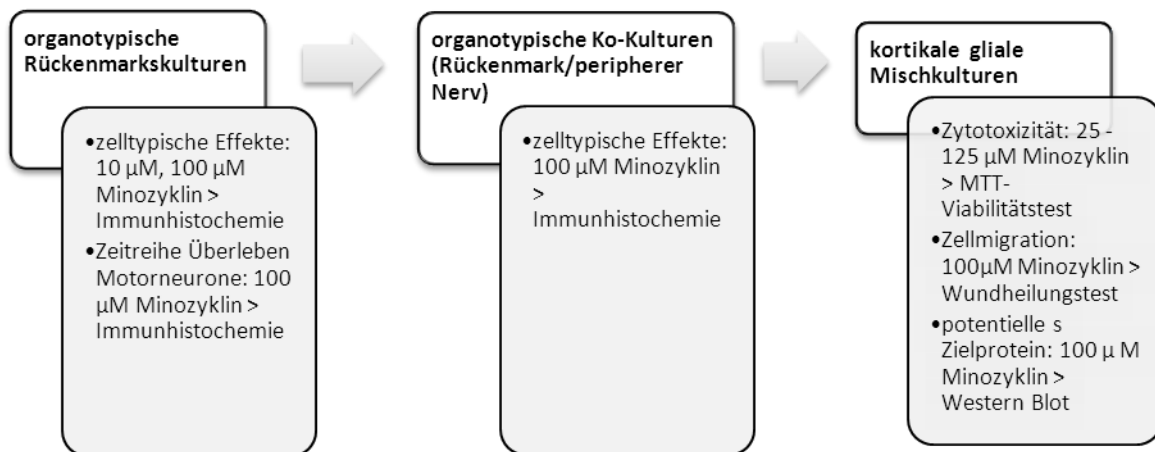 organotypische
Rückenmarkskulturen
•zelltypische Effekte:
10 µM, 100 µM
Minozyklin >
Immunhistochemie
•Zeitreihe Überleben
Motorneurone: 100
µM Minozyklin >
Immunhistochemie
organotypische Ko-Kulturen
(Rückenmark/peripherer
Nerv)
•zelltypische Effekte:
100 µM Minozyklin
>
Immunhistochemie
kortikale gliale
Mischkulturen
•Zytotoxizität: 25 -
125 µM Minozyklin
> MTT-
Viabilitätstest
•Zellmigration:
100µM Minozyklin >
Wundheilungstest
•potentielle s
Zielprotein: 100 µ M
Minozyklin >
Western Blot